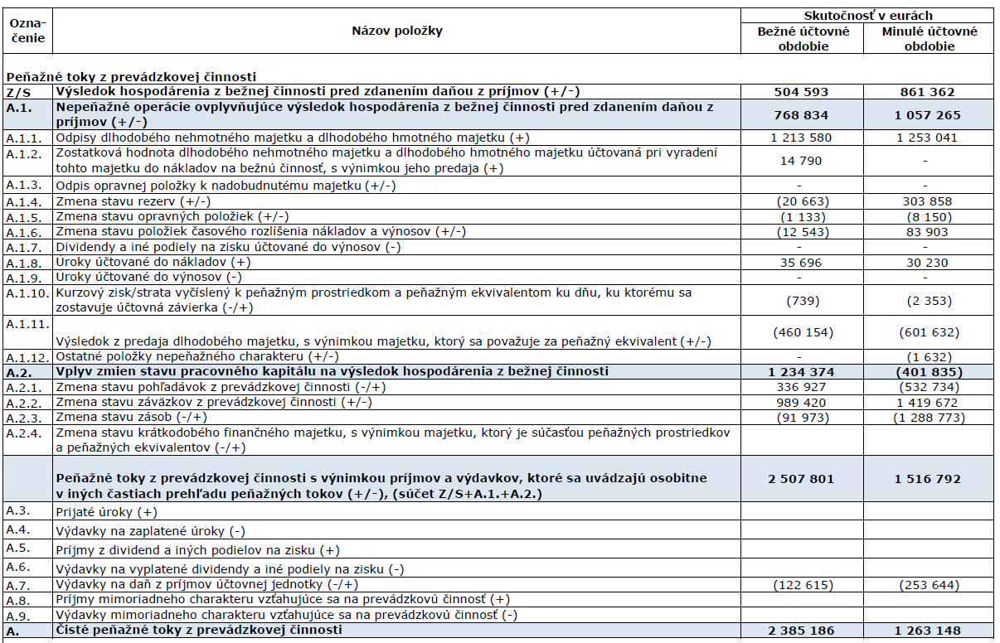 Ozna-
čenie
Názov položky
Skutočnosť v eurách
Bežné účtovné
obdobie
Minulé účtovné
obdobie
Peňažné toky z prevádzkovej činnosti
Z/S Výsledok hospodárenia z bežnej činnosti pred zdanením daňou z príjmov (+/-) 504 593 861 362
A.1. Nepeňažné operácie ovplyvňujúce výsledok hospodárenia z bežnej činnosti pred zdanením daňou z
príjmov (+/-) 768 834 1 057 265
A.1.1. Odpisy dlhodobého nehmotného majetku a dlhodobého hmotného majetku (+) 1 213 580 1 253 041
A.1.2. Zostatková hodnota dlhodobého nehmotného majetku a dlhodobého hmotného majetku účtovaná pri vyradení
tohto majetku do nákladov na bežnú činnosť, s výnimkou jeho predaja (+) 14 790 -
A.1.3. Odpis opravnej položky k nadobudnutému majetku (+/-) - -
A.1.4. Zmena stavu rezerv (+/-) (20 663) 303 858
A.1.5. Zmena stavu opravných položiek (+/-) (1 133) (8 150)
A.1.6. Zmena stavu položiek časového rozlíšenia nákladov a výnosov (+/-) (12 543) 83 903
A.1.7. Dividendy a iné podiely na zisku účtované do výnosov (-) - -
A.1.8. Úroky účtované do nákladov (+) 35 696 30 230
A.1.9. Úroky účtované do výnosov (-) - -
A.1.10. Kurzový zisk/strata vyčíslený k peňažným prostriedkom a peňažným ekvivalentom ku dňu, ku ktorému sa
zostavuje účtovná závierka (-/+) (739) (2 353)
A.1.11.
Výsledok z predaja dlhodobého majetku, s výnimkou majetku, ktorý sa považuje za peňažný ekvivalent (+/-) (460 154) (601 632)
A.1.12. Ostatné položky nepeňažného charakteru (+/-) - (1 632)
A.2. Vplyv zmien stavu pracovného kapitálu na výsledok hospodárenia z bežnej činnosti 1 234 374 (401 835)
A.2.1. Zmena stavu pohľadávok z prevádzkovej činnosti (-/+) 336 927 (532 734)
A.2.2. Zmena stavu záväzkov z prevádzkovej činnosti (+/-) 989 420 1 419 672
A.2.3. Zmena stavu zásob (-/+) (91 973) (1 288 773)
A.2.4. Zmena stavu krátkodobého finančného majetku, s výnimkou majetku, ktorý je súčasťou peňažných prostriedkov
a peňažných ekvivalentov (-/+)
Peňažné toky z prevádzkovej činnosti s výnimkou príjmov a výdavkov, ktoré sa uvádzajú osobitne
v iných častiach prehľadu peňažných tokov (+/-), (súčet Z/S+A.1.+A.2.) 2 507 801 1 516 792
A.3. Prijaté úroky (+)
A.4. Výdavky na zaplatené úroky (-)
A.5. Príjmy z dividend a iných podielov na zisku (+)
A.6. Výdavky na vyplatené dividendy a iné podiely na zisku (-)
A.7. Výdavky na daň z príjmov účtovnej jednotky (-/+) (122 615) (253 644)
A.8. Príjmy mimoriadneho charakteru vzťahujúce sa na prevádzkovú činnosť (+)
A.9. Výdavky mimoriadneho charakteru vzťahujúce sa na prevádzkovú činnosť (-)
A. Čisté peňažné toky z prevádzkovej činnosti 2 385 186 1 263 148